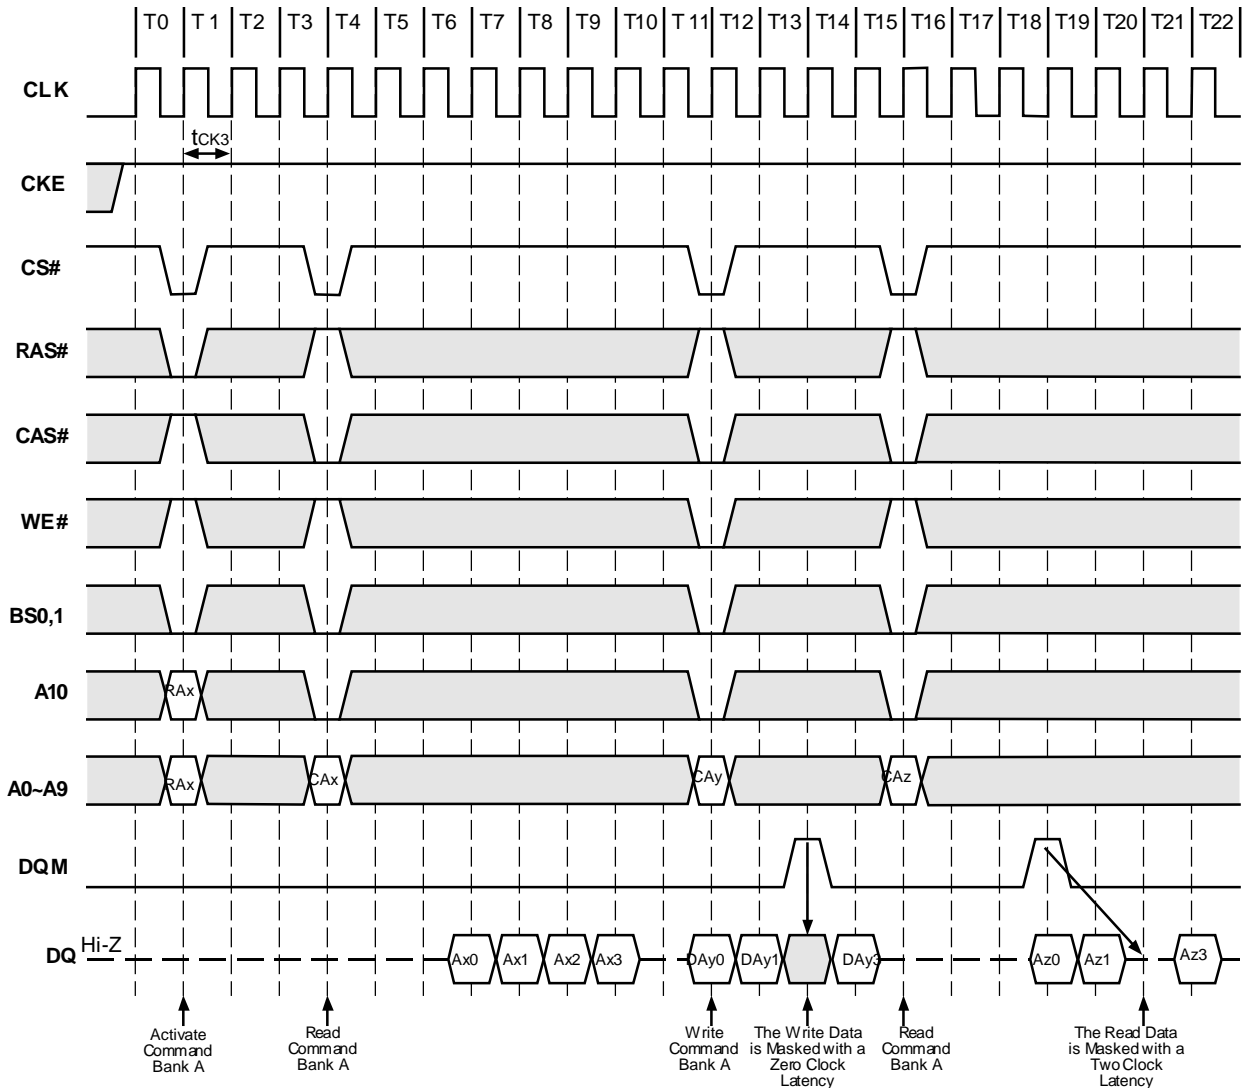 T0 T1 T2 T3 T4 T5 T6 T7 T8 T9 T10 T11 T12 T13 T14 T15 T16 T17 T18 T19 T20 T21 T22
CLK
tCK3
CKE
CS#
RAS#
CAS#
WE#
BS0,1
A10 RAx
A0~A9 RAx CAx CAy CAz
DQM
Hi-Z
DQ Ax0 Ax1 Ax2 Ax3 DAy0 DAy1 DAy3 Az0 Az1 Az3
Activate
Command
Bank A
Read
Command
Bank A
Write
Command
Bank A
The Write Data
is Masked with a
Zero Clock
Latency
Read
Command
Bank A
The Read Data
is Masked with a
Two Clock
Latency